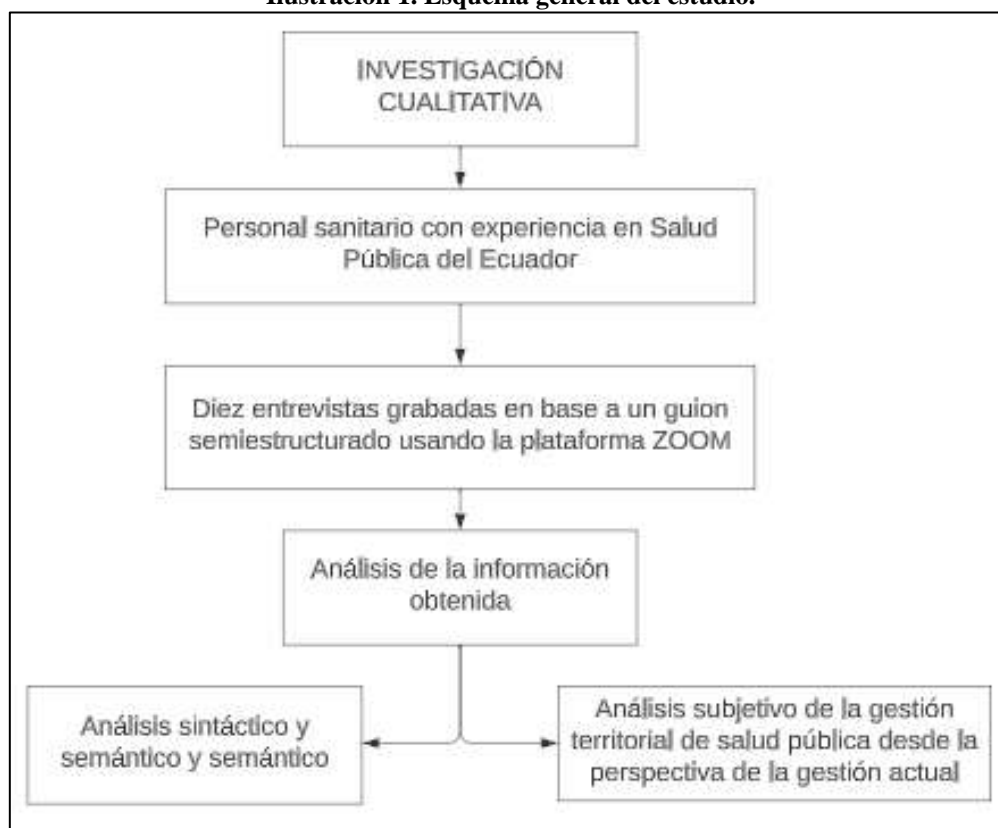 Ilustración 1. Esquema general del estudio.
INVESTIGACIÓN
CUALITATIVA
Personal sanitario con experiencia en Salud
Pública del Ecuador
Diez entrevistas grabadas en base a un guion
semiestructurado usando la plataforma ZOOM
Análisis de la información
obtenida
Análisis sintáctico y
semántico y semántico
Análisis subjetivo de la gestión
territorial de salud pública desde la
perspectiva de la gestión actual